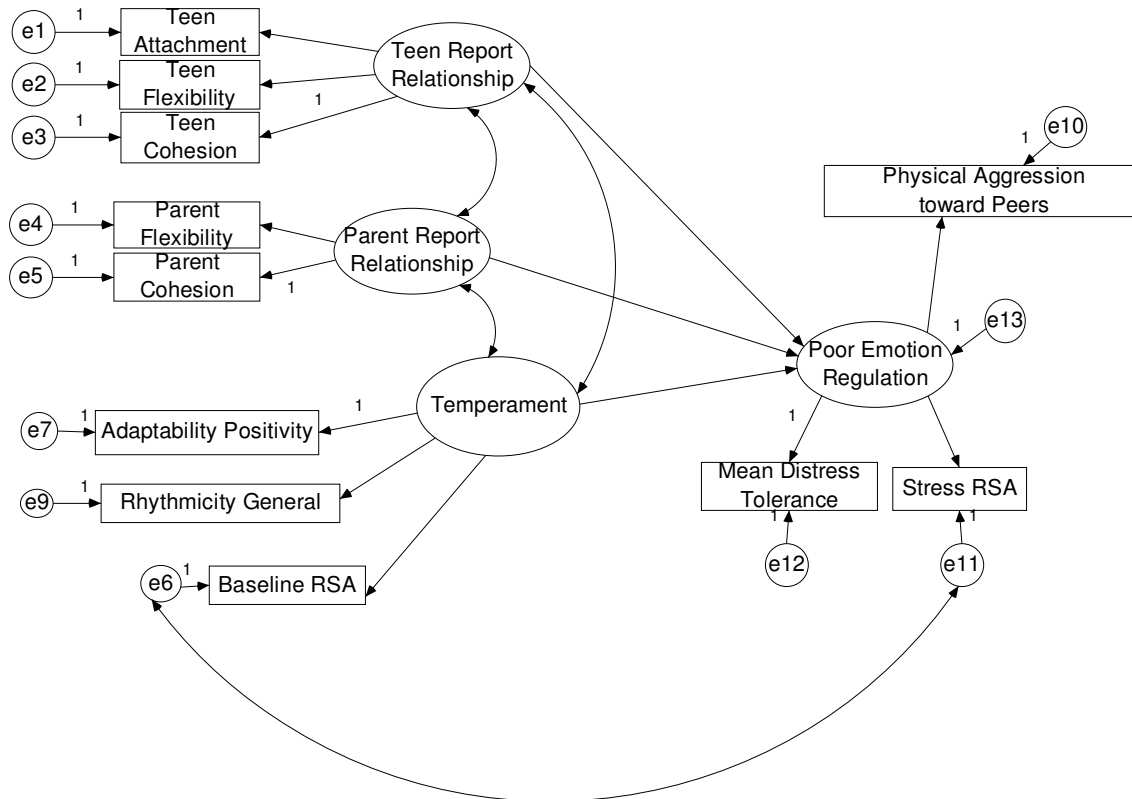 e1
1
Teen
Attachment
e2
1
Teen
Flexibility
e3
1
Teen
Cohesion
1
Teen Report
Relationship
e10
1
Physical Aggression
toward Peers
e4
1
Parent
Flexibility
e5
1
Parent
Cohesion
1
Parent Report
Relationship
e13
1
Poor Emotion
Regulation
Temperament
1
e7
1
Adaptability Positivity
e9
1
Rhythmicity General
e6
1
Baseline RSA
1
Mean Distress
Tolerance
1
e12
Stress RSA
1
e11